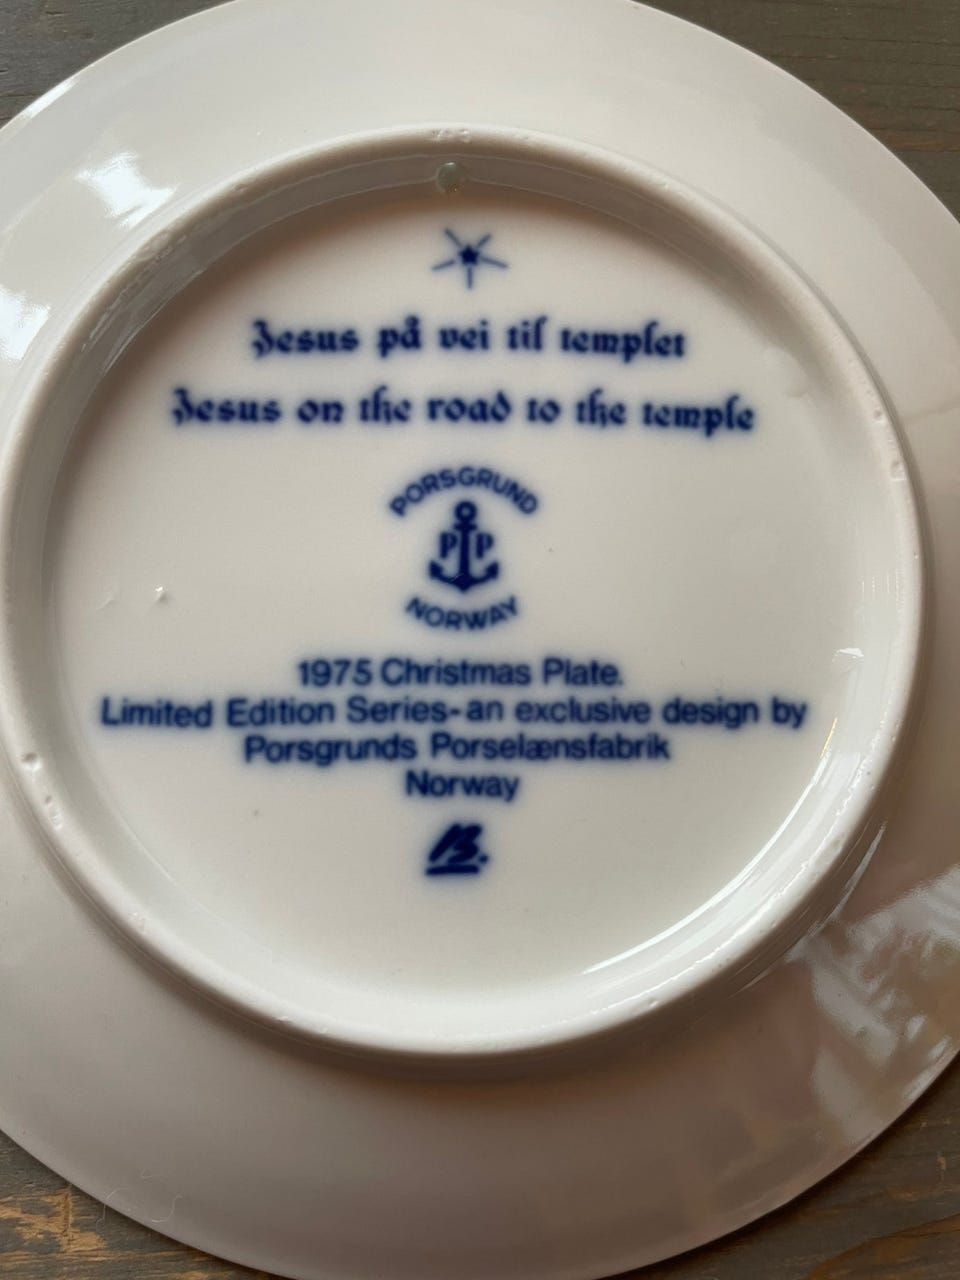 Jesus på vei til templet
Jesus on the road to the temple
PORSGRUND
P P
NORWAY
1975 Christmas Plate.
Limited Edition Series-an exclusive design by
Porsgrunds Porselænsfabrik
Norway